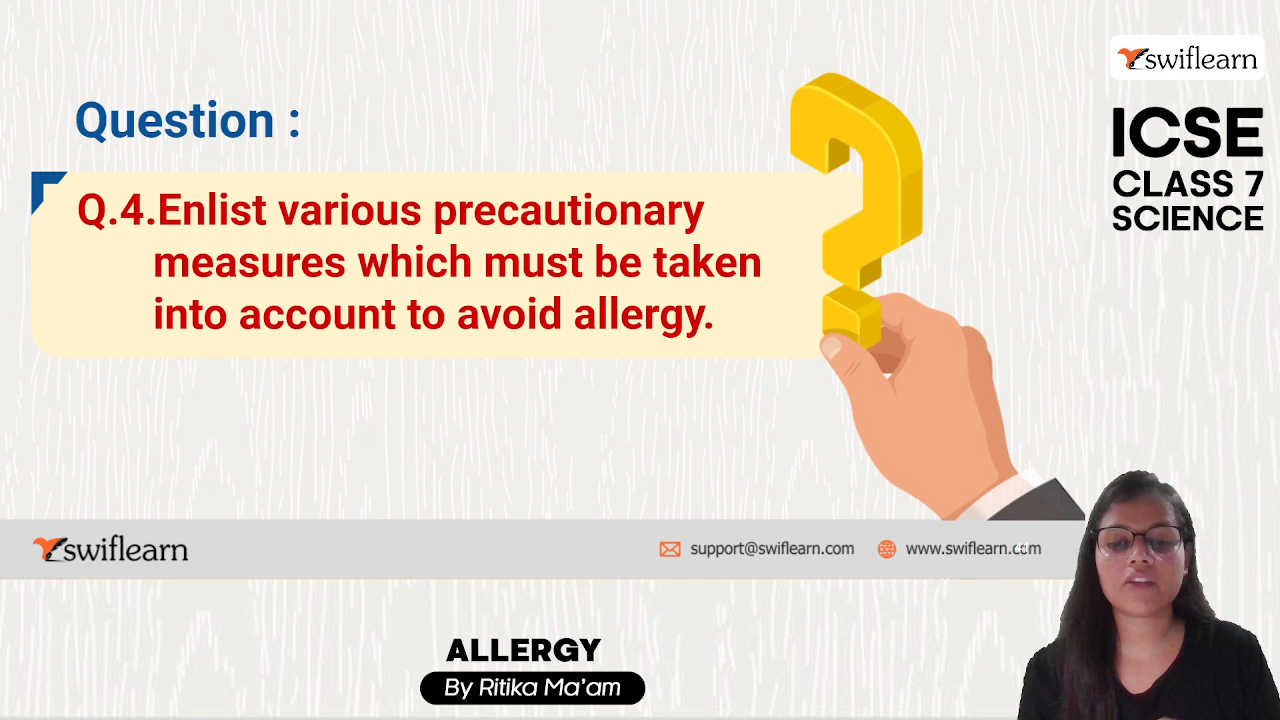 swiflearn
ICSE
CLASS 7
SCIENCE
Question :
Q.4.Enlist various precautionary
measures which must be taken
into account to avoid allergy.
swiflearn
support@swiflearn.com
www.swiflearn.com
ALLERGY
By Ritika Ma'am